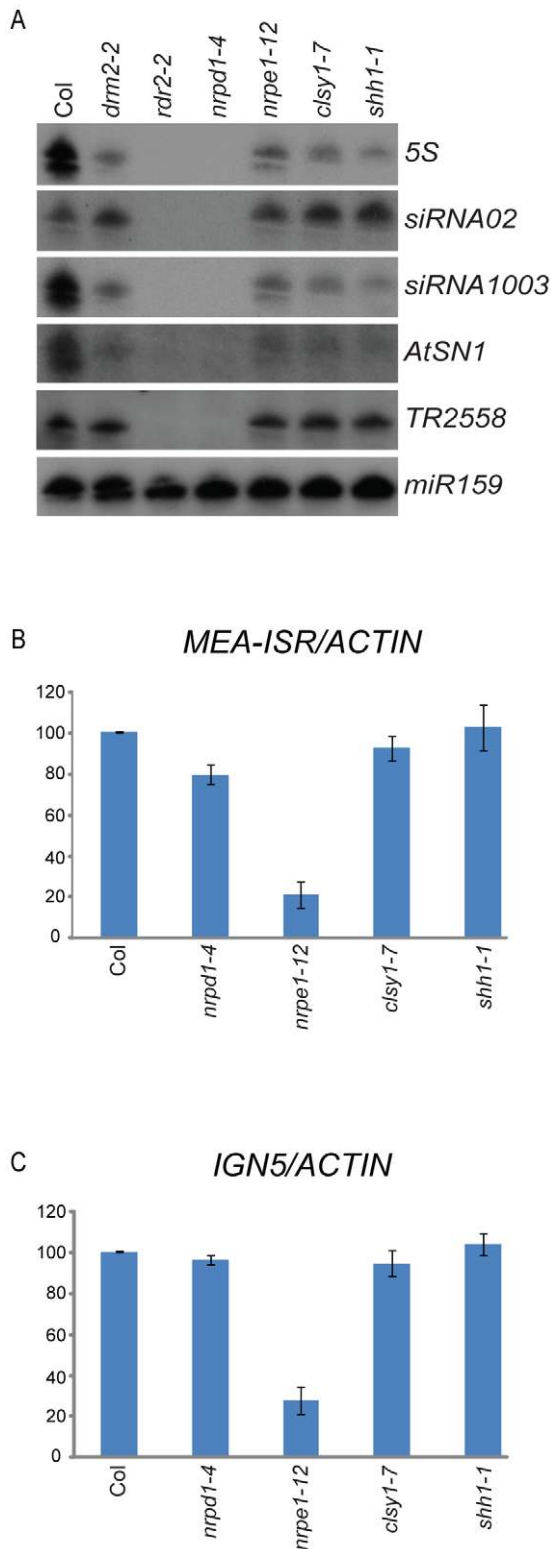 A
Col
drm2-2
rdr2-2
nrpd1-4
nrpe1-12
clsy1-7
shh1-1
5S
siRNA02
siRNA1003
AtSN1
TR2558
miR159
B
MEA-ISR/ACTIN
120
100
80
60
40
20
0
Col
nrpd1-4
nrpe1-12
clsy1-7
shh1-1
C
IGN5/ACTIN
120
100
80
60
40
20
0
Col
nrpd1-4
nrpe1-12
clsy1-7
shh1-1